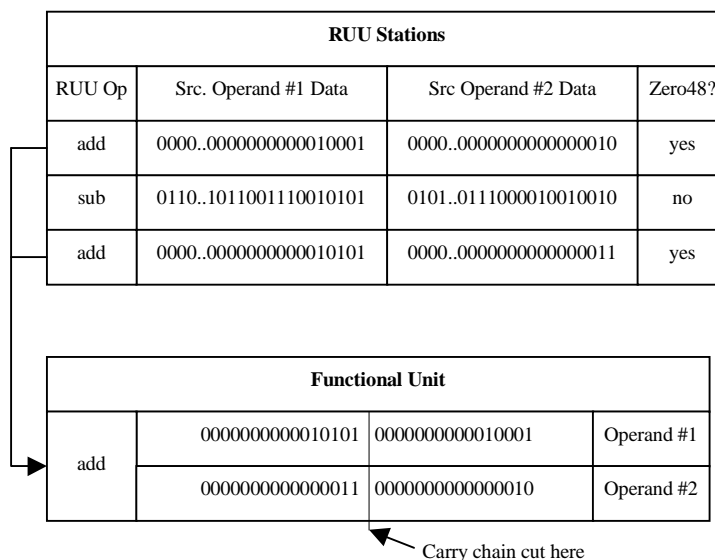 RUU Stations
RUU Op Src. Operand #1 Data Src Operand #2 Data Zero48?
add 0000..0000000000010001 0000..0000000000000010 yes
sub 0110..1011001110010101 0101..0111000010010010 no
add 0000..0000000000010101 0000..0000000000000011 yes
Functional Unit
add
0000000000010101 0000000000010001 Operand #1
0000000000000011 0000000000000010 Operand #2
Carry chain cut here